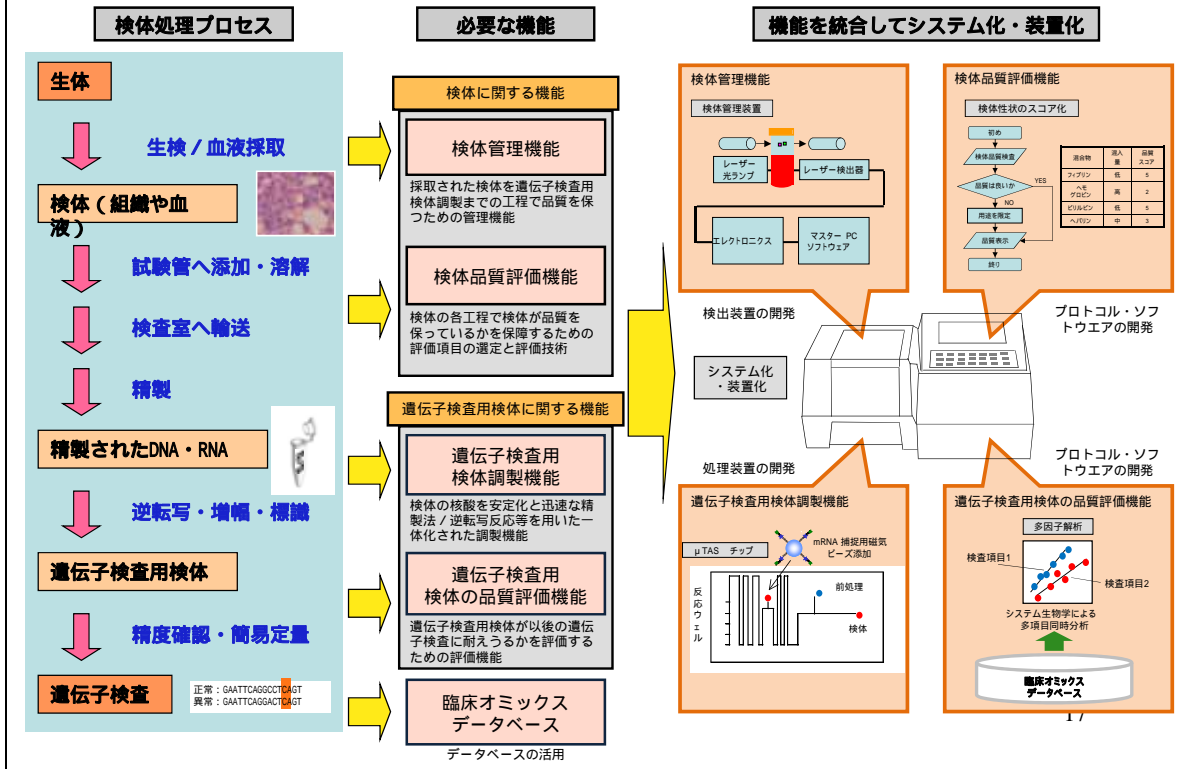 検体処理プロセス
必要な機能
機能を統合してシステム化・装置化
生体
生検／血液採取
検体（組織や血
液）
試験管へ添加・溶解
検査室へ輸送
精製
精製されたDNA・RNA
逆転写・増幅・標識
遺伝子検査用検体
精度確認・簡易定量
遺伝子検査
正常：GAATTCAGGCCTCAGT
異常：GAATTCAGGACTCAGT
検体に関する機能
検体管理機能
採取された検体を遺伝子検査用
検体調製までの工程で品質を保
つための管理機能
検体品質評価機能
検体の各工程で検体が品質を
保っているかを保障するための
評価項目の選定と評価技術
遺伝子検査用検体に関する機能
遺伝子検査用
検体調製機能
検体の核酸を安定化と迅速な精
製法／逆転写反応等を用いた一
体化された調製機能
遺伝子検査用
検体の品質評価機能
遺伝子検査用検体が以後の遺伝
子検査に耐えうるかを評価する
ための評価機能
臨床オミックス
データベース
データベースの活用
検体管理機能
検体管理装置
レーザー
光ランプ
レーザー検出器
エレクトロニクス
マスター PC
ソフトウェア
検出装置の開発
検体品質評価機能
検体性状のスコア化
初め
検体品質検査
品質は良いか
YES
NO
用途を限定
品質表示
終り
混合物 混入量 品質スコア
フィブリン 低 5
ヘモグロビン 高 2
ビリルビン 低 5
ヘパリン 中 3
プロトコル・ソフ
トウエアの開発
システム化
・装置化
処理装置の開発
遺伝子検査用検体調製機能
μTAS チップ
mRNA 捕捉用磁気
ビーズ添加
反応ウェル
前処理
検体
プロトコル・ソフ
トウエアの開発
遺伝子検査用検体の品質評価機能
多因子解析
検査項目1
検査項目2
システム生物学による
多項目同時分析
臨床オミックス
データベース
17